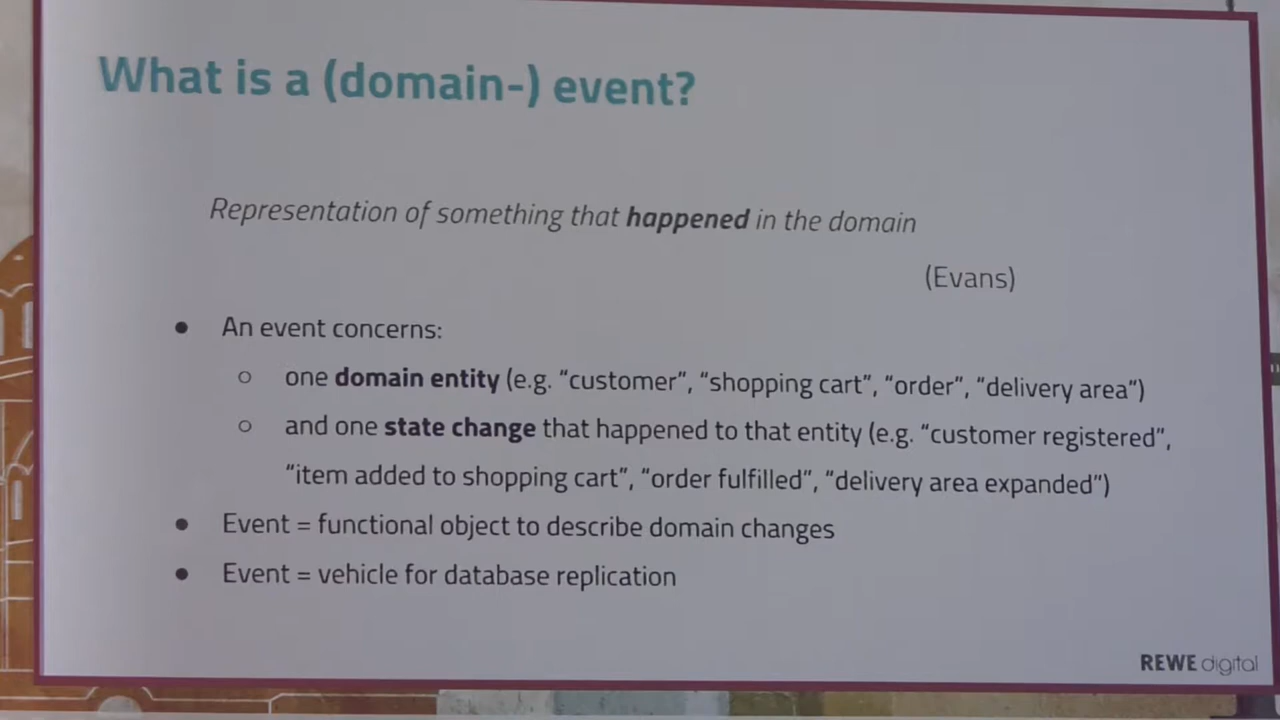 What is a (domain-) event?
Representation of something that happened in the domain
(Evans)
● An event concerns:
○ one domain entity (e.g. “customer”, “shopping cart”, “order”, “delivery area”)
○ and one state change that happened to that entity (e.g. “customer registered”,
“item added to shopping cart”, “order fulfilled”, “delivery area expanded”)
● Event = functional object to describe domain changes
● Event = vehicle for database replication
REWE digital